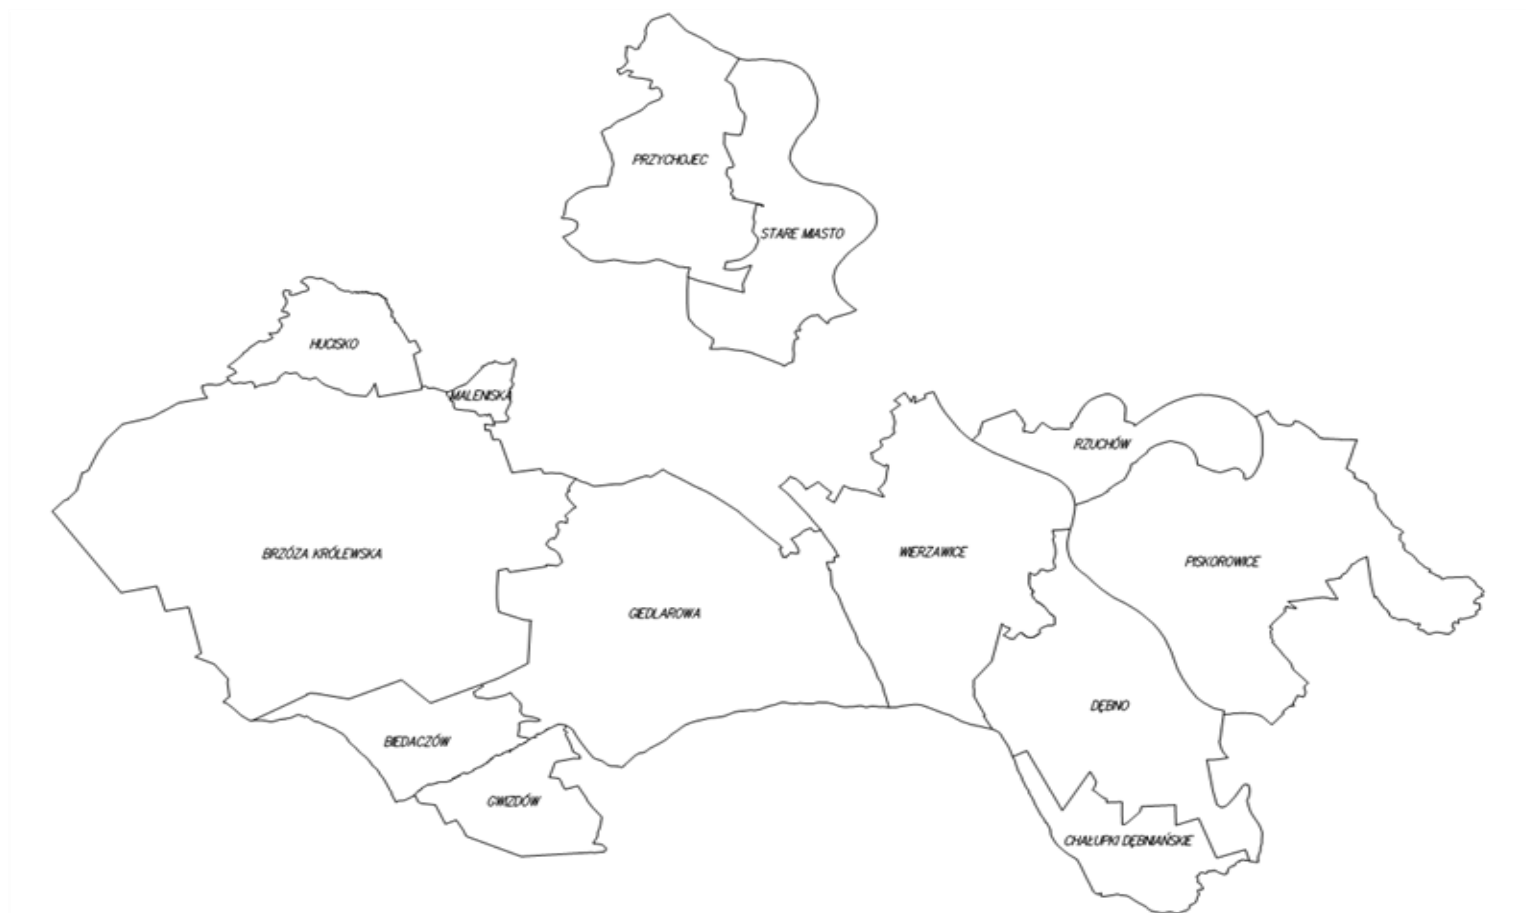 PRZYCHOJEC
STARE MIASTO
HUCISKO
MALENISKA
RZUCHÓW
BRZÓZA KRÓLEWSKA
WIERZAWICE
PISKOROWICE
GIEDLAROWA
DĘBNO
BIEDACZÓW
GWIZDÓW
CHAŁUPKI DĘBNIAŃSKIE